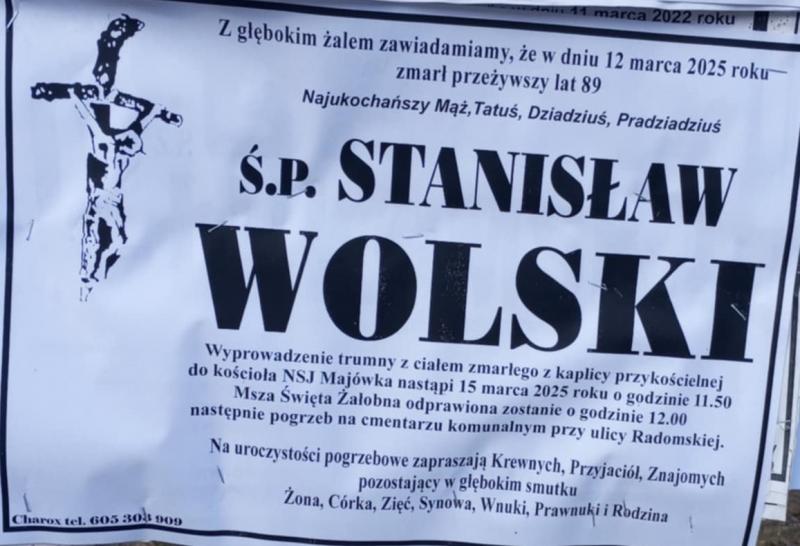 11 marca 2022 roku
Z głębokim żalem zawiadamiamy, że w dniu 12 marca 2025 roku
zmarł przeżywszy lat 89
Najukochańszy Mąż,Tatuś, Dziadziuś, Pradziadziuś
Ś.P. STANISŁAW
WOLSKI
Wyprowadzenie trumny z ciałem zmarłego z kaplicy przykościelnej
do kościoła NSJ Majówka nastąpi 15 marca 2025 roku o godzinie 11.50
Msza Święta Żałobna odprawiona zostanie o godzinie 12.00
następnie pogrzeb na cmentarzu komunalnym przy ulicy Radomskiej.
Na uroczystości pogrzebowe zapraszają Krewnych, Przyjaciół, Znajomych
pozostający w głębokim smutku
Żona, Córka, Zięć, Synowa, Wnuki, Prawnuki i Rodzina
Charox tel. 605 303 909